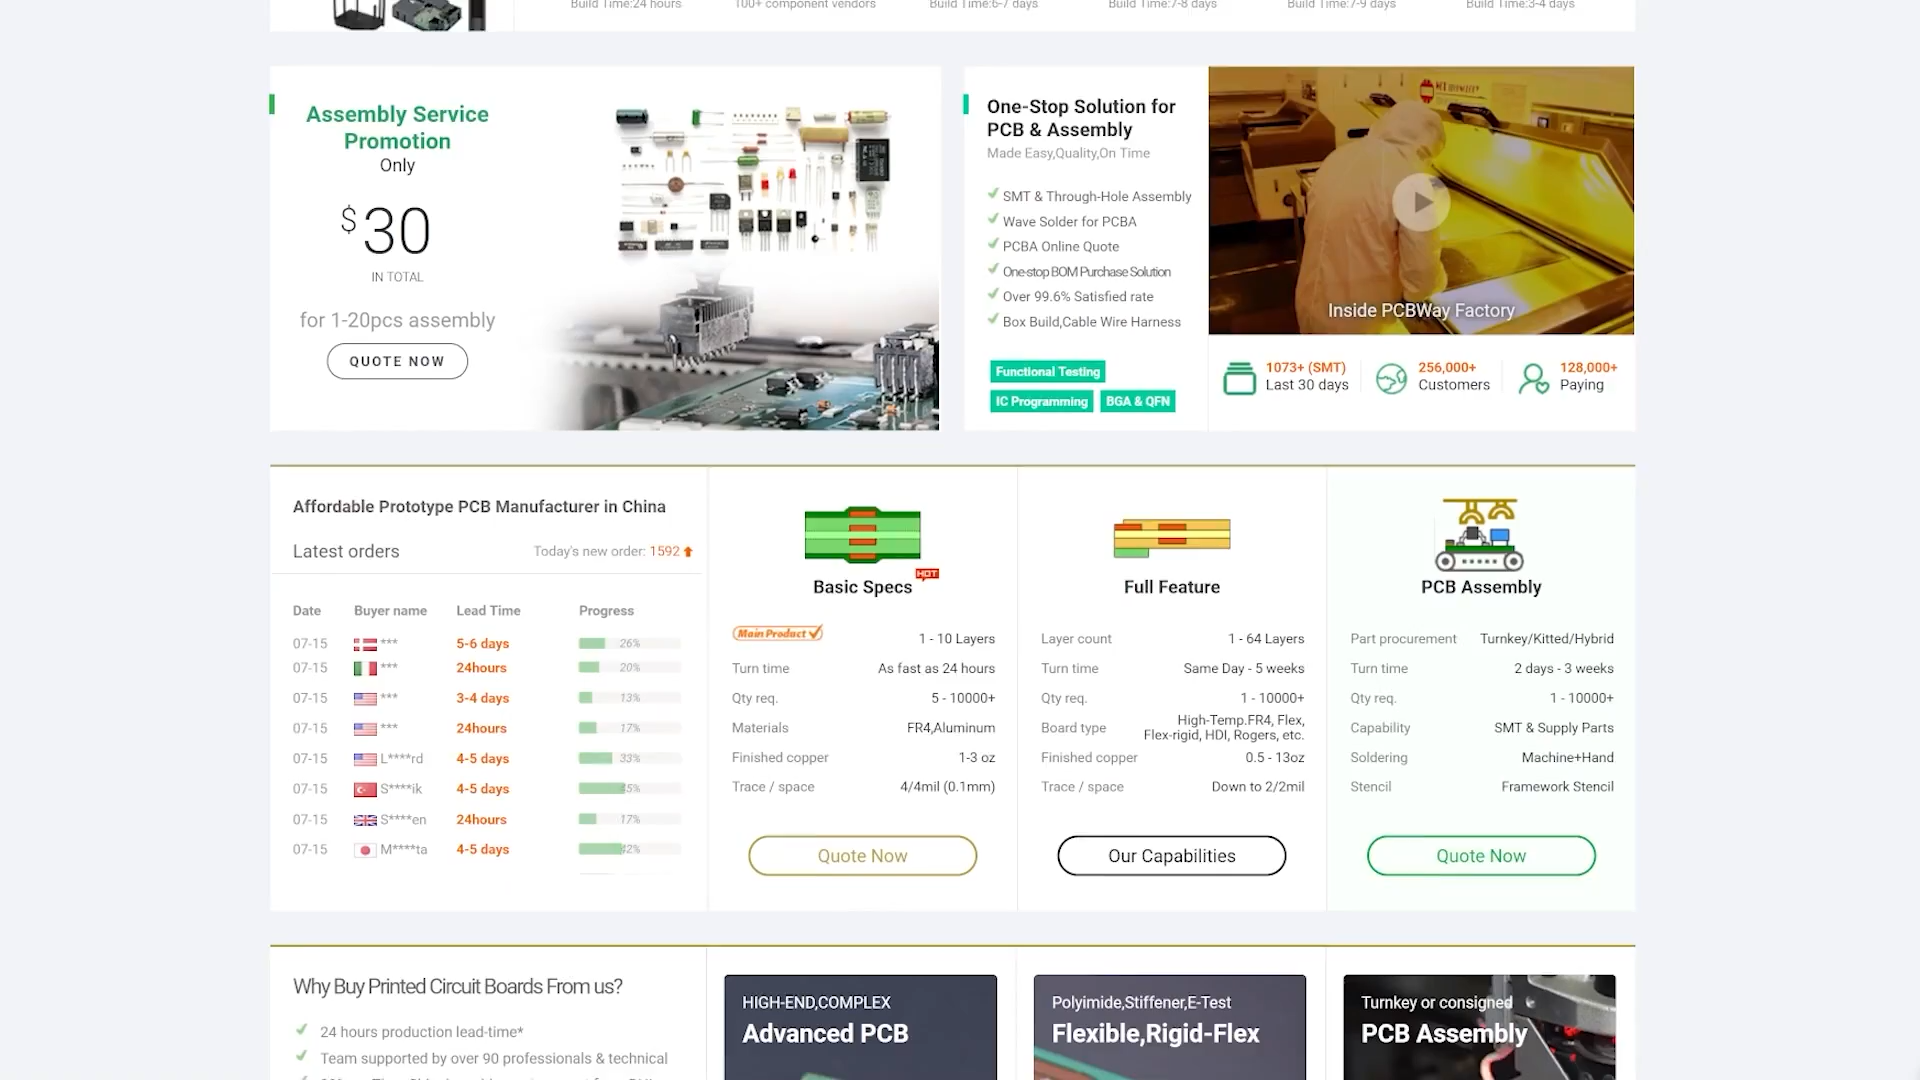 Build Time:24 hours
100+ component vendors
Build Time:6-7 days
Build Time:7-8 days
Build Time:7-9 days
Build Time:3-4 days
Assembly Service
Promotion
Only
$30
IN TOTAL
for 1-20pcs assembly
QUOTE NOW
One-Stop Solution for
PCB & Assembly
Made Easy,Quality,On Time
SMT & Through-Hole Assembly
Wave Solder for PCBA
PCBA Online Quote
One-stop BOM Purchase Solution
Over 99.6% Satisfied rate
Box Build,Cable Wire Harness
Functional Testing
IC Programming
BGA & QFN
Inside PCBWay Factory
1073+ (SMT)
Last 30 days
256,000+
Customers
128,000+
Paying
Affordable Prototype PCB Manufacturer in China
Latest orders
Today's new order: 1592
Date Buyer name Lead Time Progress
07-15 *** 5-6 days 26%
07-15 *** 24hours 20%
07-15 *** 3-4 days 13%
07-15 *** 24hours 17%
07-15 L****rd 4-5 days 33%
07-15 S****ik 4-5 days 45%
07-15 S****en 24hours 17%
07-15 M****ta 4-5 days 42%
HOT
Basic Specs
Main Product 1 - 10 Layers
Turn time As fast as 24 hours
Qty req. 5 - 10000+
Materials FR4,Aluminum
Finished copper 1-3 oz
Trace / space 4/4mil (0.1mm)
Quote Now
Full Feature
Layer count 1 - 64 Layers
Turn time Same Day - 5 weeks
Qty req. 1 - 10000+
Board type High-Temp.FR4, Flex,
Flex-rigid, HDI, Rogers, etc.
Finished copper 0.5 - 13oz
Trace / space Down to 2/2mil
Our Capabilities
PCB Assembly
Part procurement Turnkey/Kitted/Hybrid
Turn time 2 days - 3 weeks
Qty req. 1 - 10000+
Capability SMT & Supply Parts
Soldering Machine+Hand
Stencil Framework Stencil
Quote Now
Why Buy Printed Circuit Boards From us?
24 hours production lead-time*
Team supported by over 90 professionals & technical
HIGH-END,COMPLEX
Advanced PCB
Polyimide,Stiffener,E-Test
Flexible,Rigid-Flex
Turnkey or consigned
PCB Assembly